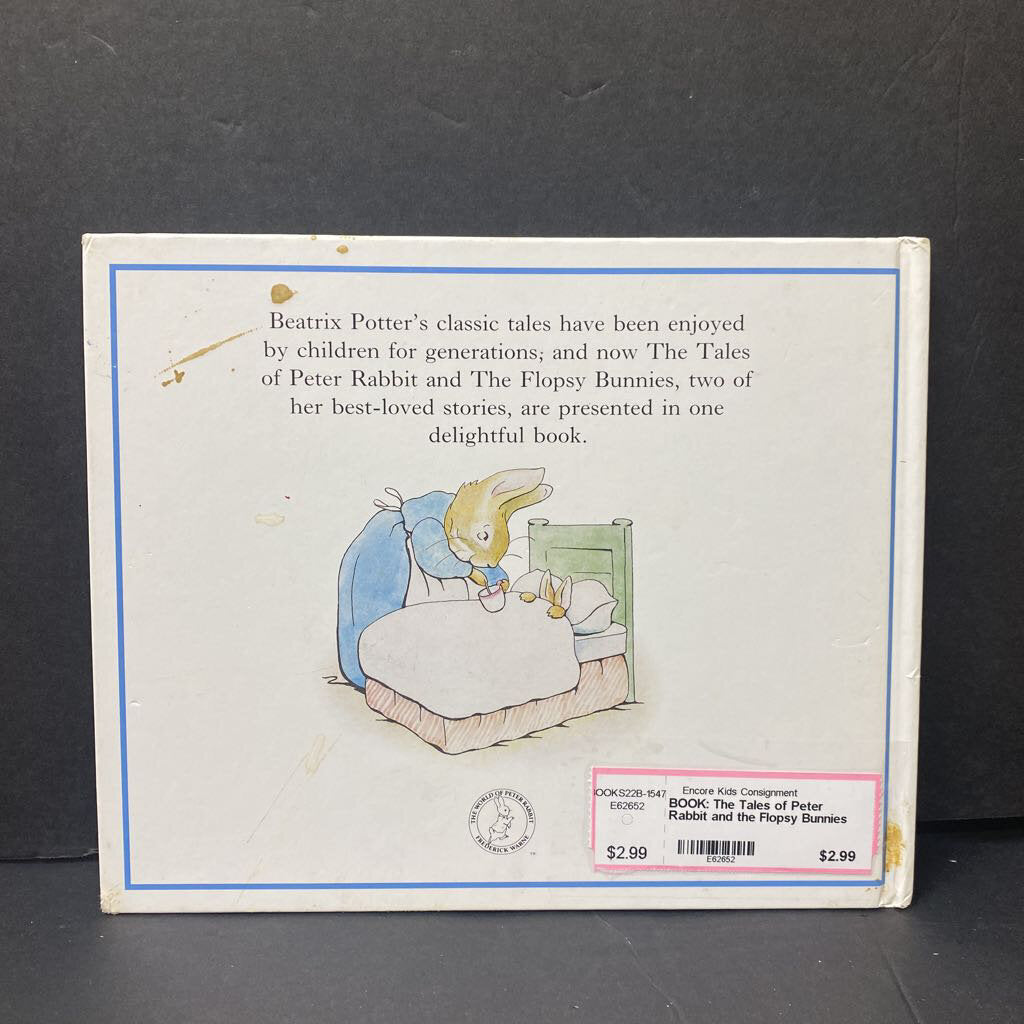 Beatrix Potter's classic tales have been enjoyed
by children for generations; and now The Tales
of Peter Rabbit and The Flopsy Bunnies, two of
her best-loved stories, are presented in one
delightful book.
THE WORLD OF PETER RABBIT
FREDERICK WARNE
™
OOKS22B-1547
E62652
$2.99
Encore Kids Consignment
BOOK: The Tales of Peter
Rabbit and the Flopsy Bunnies
E62652
$2.99